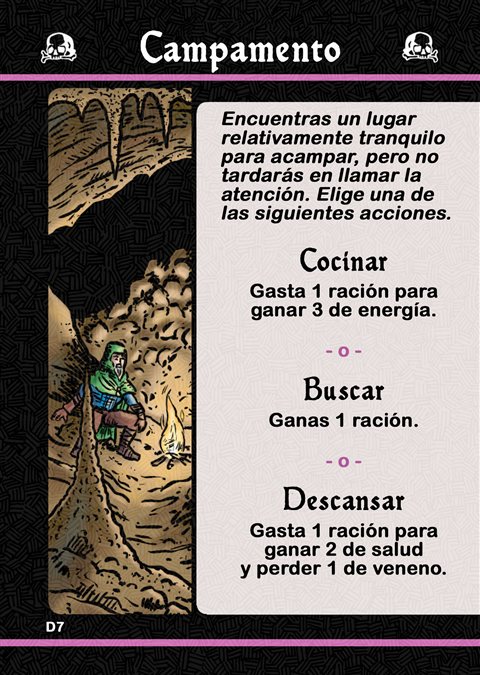 Campamento
Encuentras un lugar
relativamente tranquilo
para acampar, pero no
tardarás en llamar la
atención. Elige una de
las siguientes acciones.
Cocinar
Gasta 1 ración para
ganar 3 de energía.
- o -
Buscar
Ganas 1 ración.
- o -
Descansar
Gasta 1 ración para
ganar 2 de salud
y perder 1 de veneno.
D7